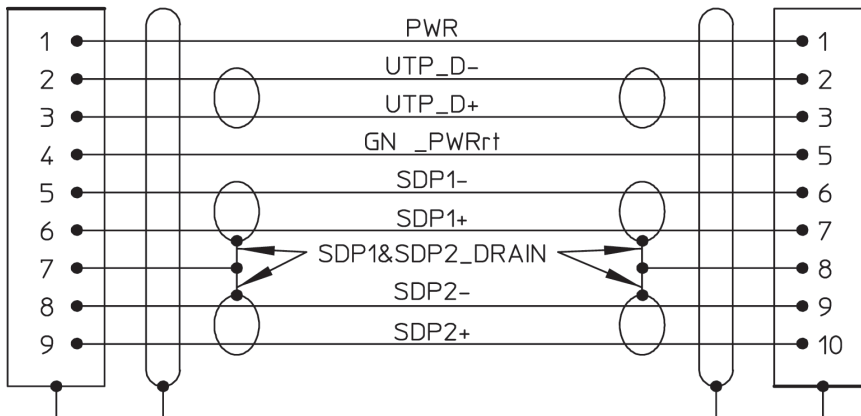 1 PWR 1
2 UTP_D- 2
3 UTP_D+ 3
4 GN _PWRrt 5
5 SDP1- 6
6 SDP1+ 7
7 SDP1&SDP2_DRAIN 8
8 SDP2- 9
9 SDP2+ 10